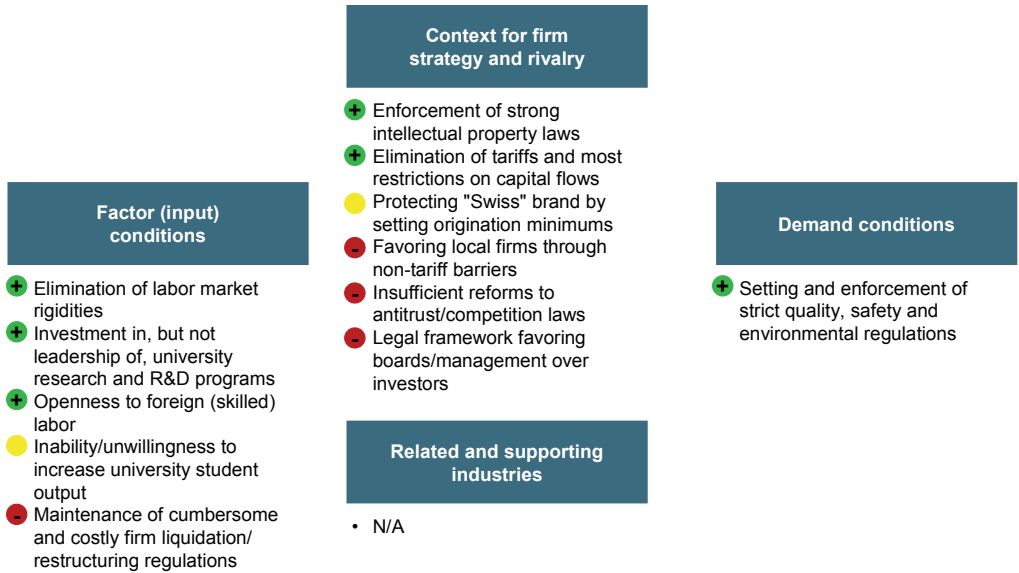 Context for firm
strategy and rivalry
+ Enforcement of strong
intellectual property laws
+ Elimination of tariffs and most
restrictions on capital flows
Protecting "Swiss" brand by
setting origination minimums
- Favoring local firms through
non-tariff barriers
- Insufficient reforms to
antitrust/competition laws
- Legal framework favoring
boards/management over
investors
Factor (input)
conditions
+ Elimination of labor market
rigidities
+ Investment in, but not
leadership of, university
research and R&D programs
+ Openness to foreign (skilled)
labor
Inability/unwillingness to
increase university student
output
- Maintenance of cumbersome
and costly firm liquidation/
restructuring regulations
Demand conditions
+ Setting and enforcement of
strict quality, safety and
environmental regulations
Related and supporting
industries
• N/A